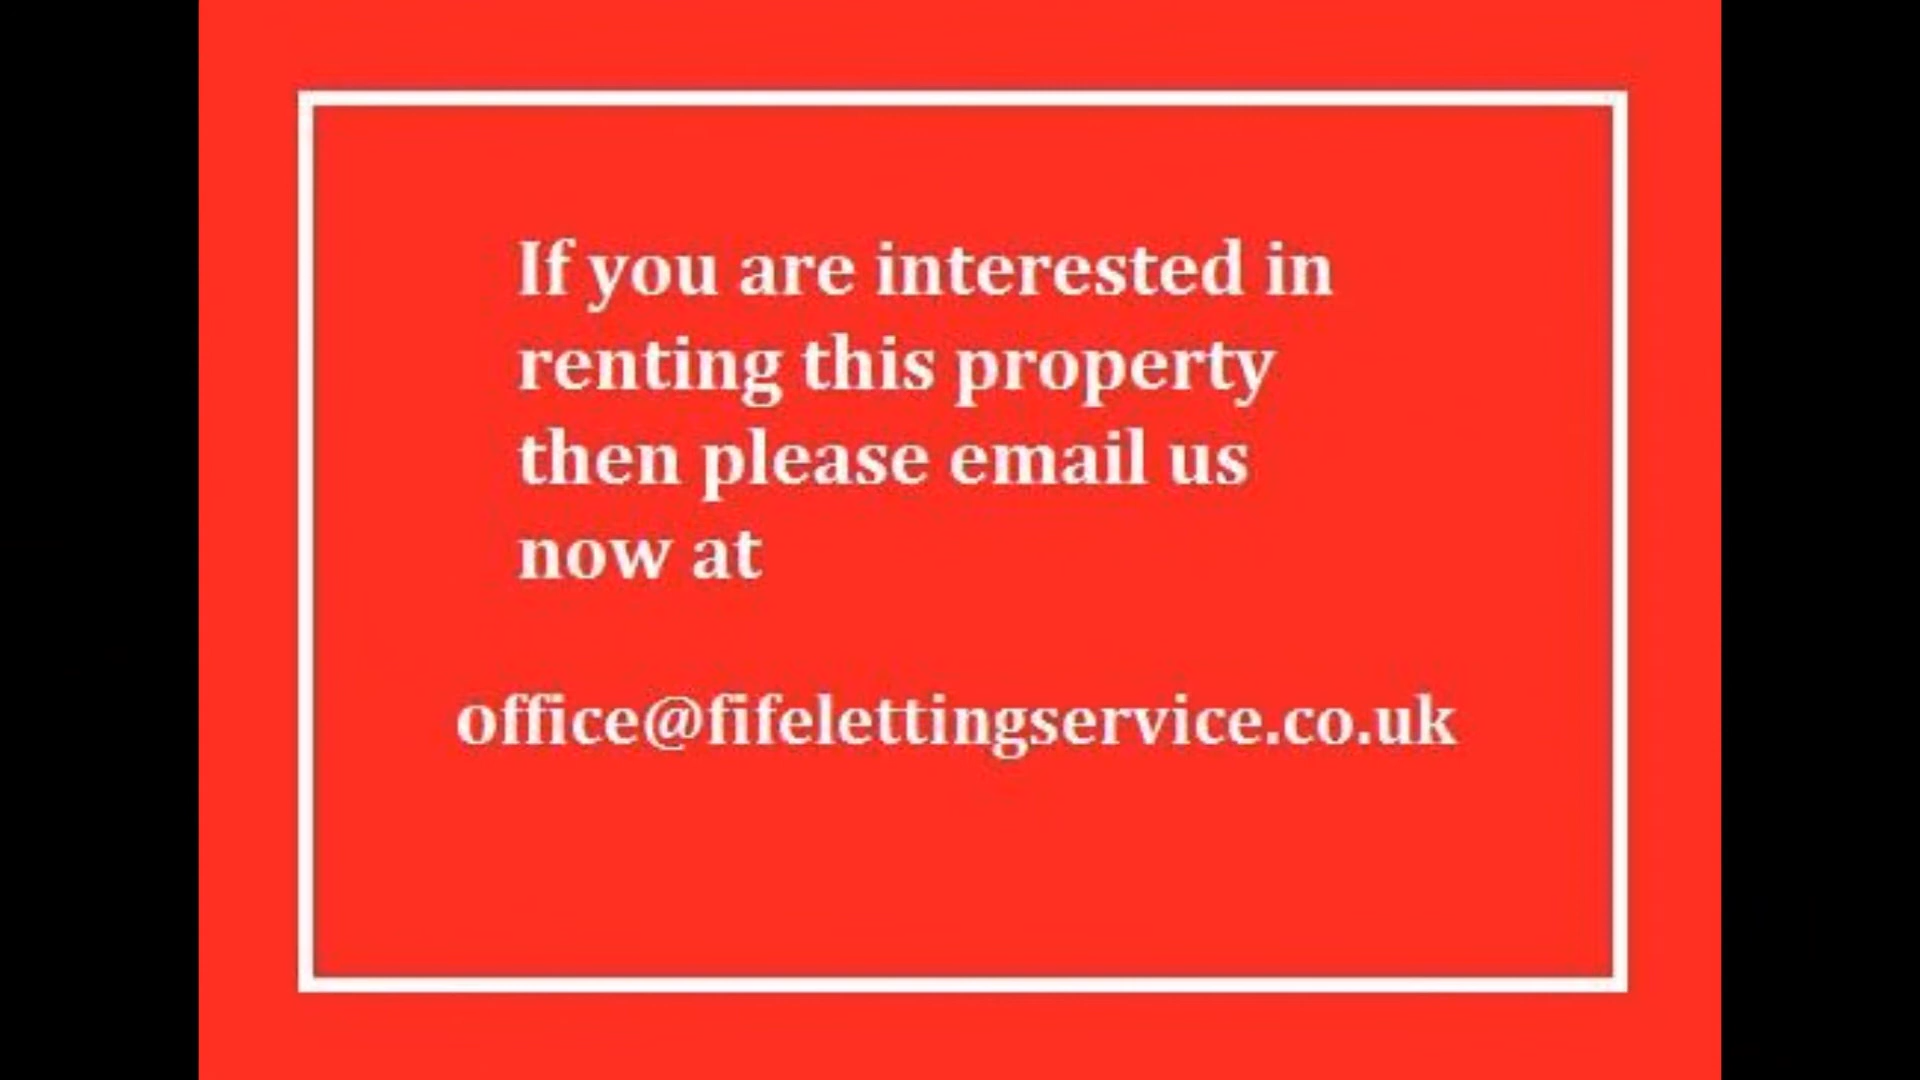 If you are interested in
renting this property
then please email us
now at
office@fifelettingservice.co.uk